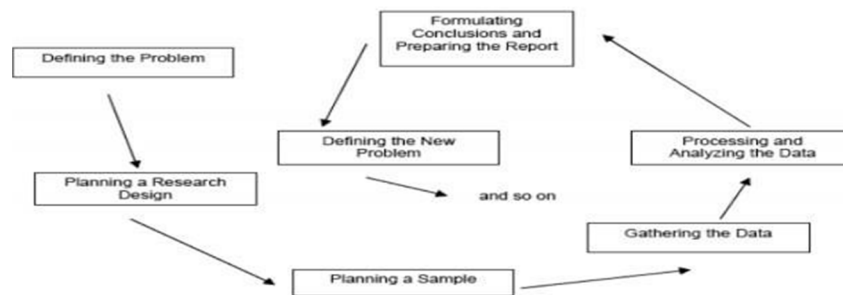 Defining the Problem
Planning a Research
Design
Planning a Sample
Gathering the Data
Processing and
Analyzing the Data
Formulating
Conclusions and
Preparing the Report
Defining the New
Problem
and so on